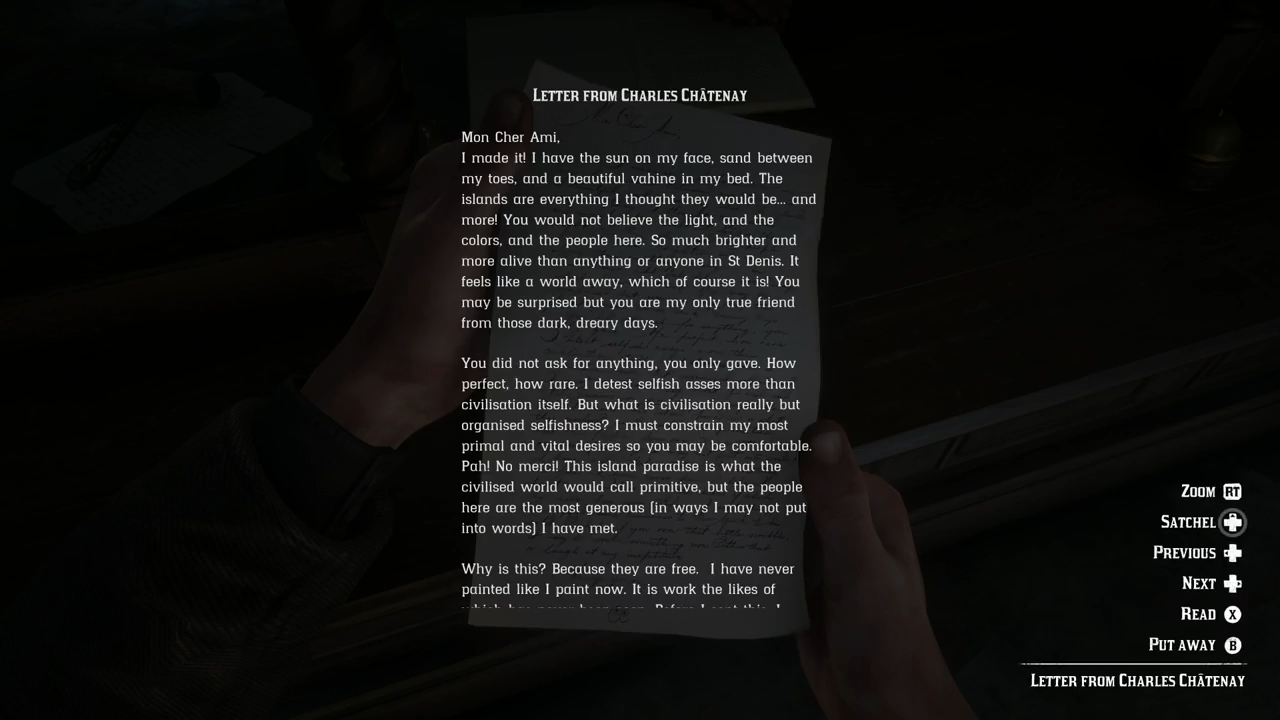 LETTER FROM CHARLES CHÂTENAY
Mon Cher Ami,
I made it! I have the sun on my face, sand between
my toes, and a beautiful vahine in my bed. The
islands are everything I thought they would be... and
more! You would not believe the light, and the
colors, and the people here. So much brighter and
more alive than anything or anyone in St Denis. It
feels like a world away, which of course it is! You
may be surprised but you are my only true friend
from those dark, dreary days.
You did not ask for anything, you only gave. How
perfect, how rare. I detest selfish asses more than
civilisation itself. But what is civilisation really but
organised selfishness? I must constrain my most
primal and vital desires so you may be comfortable.
Pah! No merci! This island paradise is what the
civilised world would call primitive, but the people
here are the most generous (in ways I may not put
into words) I have met.
Why is this? Because they are free.  I have never
painted like I paint now. It is work the likes of
which has never been seen. Before I sent this, I
ZOOM RT
SATCHEL
PREVIOUS
NEXT
READ X
PUT AWAY B
LETTER FROM CHARLES CHÂTENAY